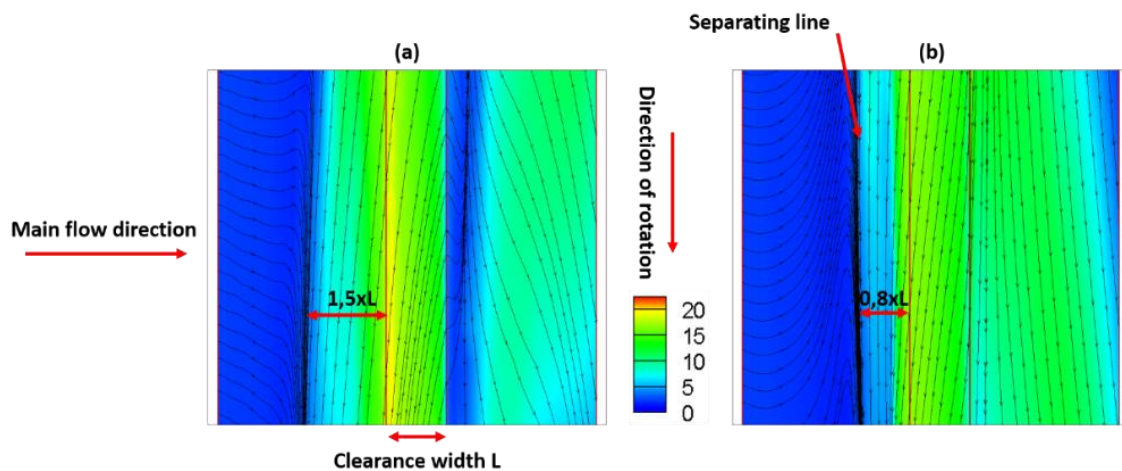 Separating line
(a)
(b)
Main flow direction
Direction of rotation
1,5xL
0,8xL
20
15
10
5
0
Clearance width L